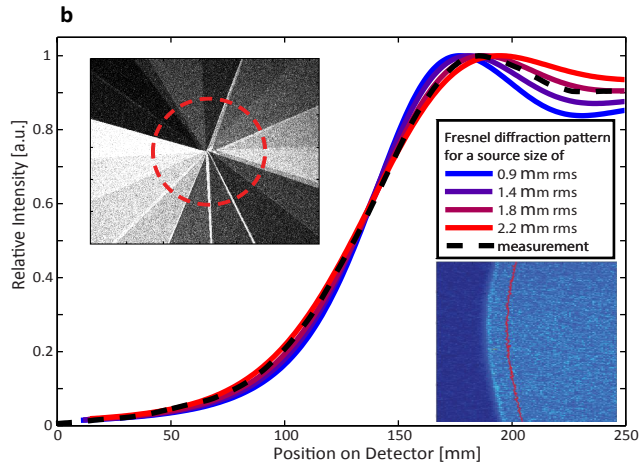 b
Relative Intensity [a.u.]
1
0.8
0.6
0.4
0.2
0
0
50
100
150
200
250
Position on Detector [mm]
Fresnel diffraction pattern
for a source size of
0.9 mm rms
1.4 mm rms
1.8 mm rms
2.2 mm rms
measurement